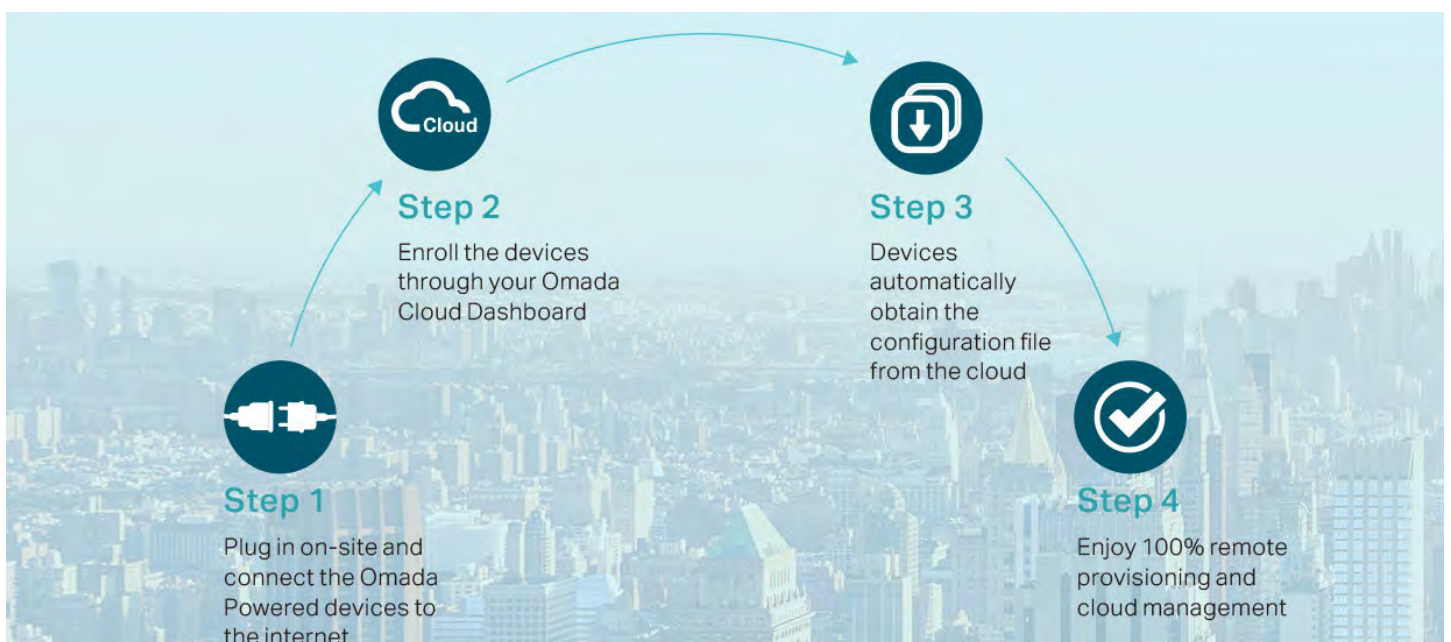 Cloud
Step 2
Enroll the devices
through your Omada
Cloud Dashboard
Step 3
Devices
automatically
obtain the
configuration file
from the cloud
Step 1
Plug in on-site and
connect the Omada
Powered devices to
the internet
Step 4
Enjoy 100% remote
provisioning and
cloud management